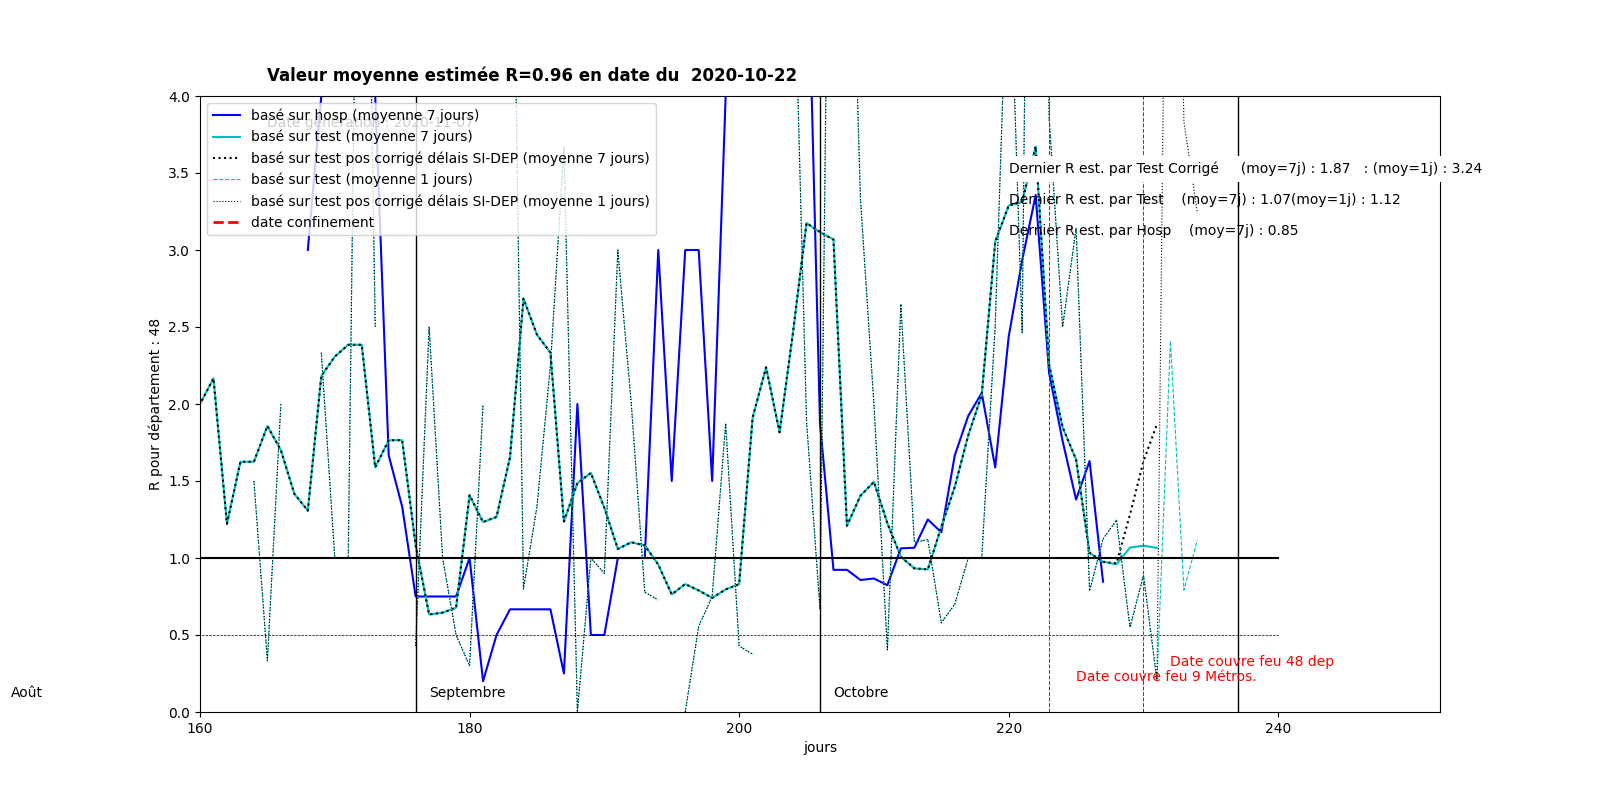 Valeur moyenne estimée R=0.96 en date du  2020-10-22
Date génération : 2020-11-07
basé sur hosp (moyenne 7 jours)
basé sur test (moyenne 7 jours)
basé sur test pos corrigé délais SI-DEP (moyenne 7 jours)
basé sur test (moyenne 1 jours)
basé sur test pos corrigé délais SI-DEP (moyenne 1 jours)
date confinement
Dernier R est. par Test Corrigé     (moy=7j) : 1.87   : (moy=1j) : 3.24
Dernier R est. par Test    (moy=7j) : 1.07(moy=1j) : 1.12
Dernier R est. par Hosp    (moy=7j) : 0.85
4.0
3.5
3.0
2.5
2.0
1.5
1.0
0.5
0.0
R pour département : 48
Date couvre feu 48 dep
Date couvre feu 9 Métros.
Août
Septembre
Octobre
160 180 200 220 240
jours